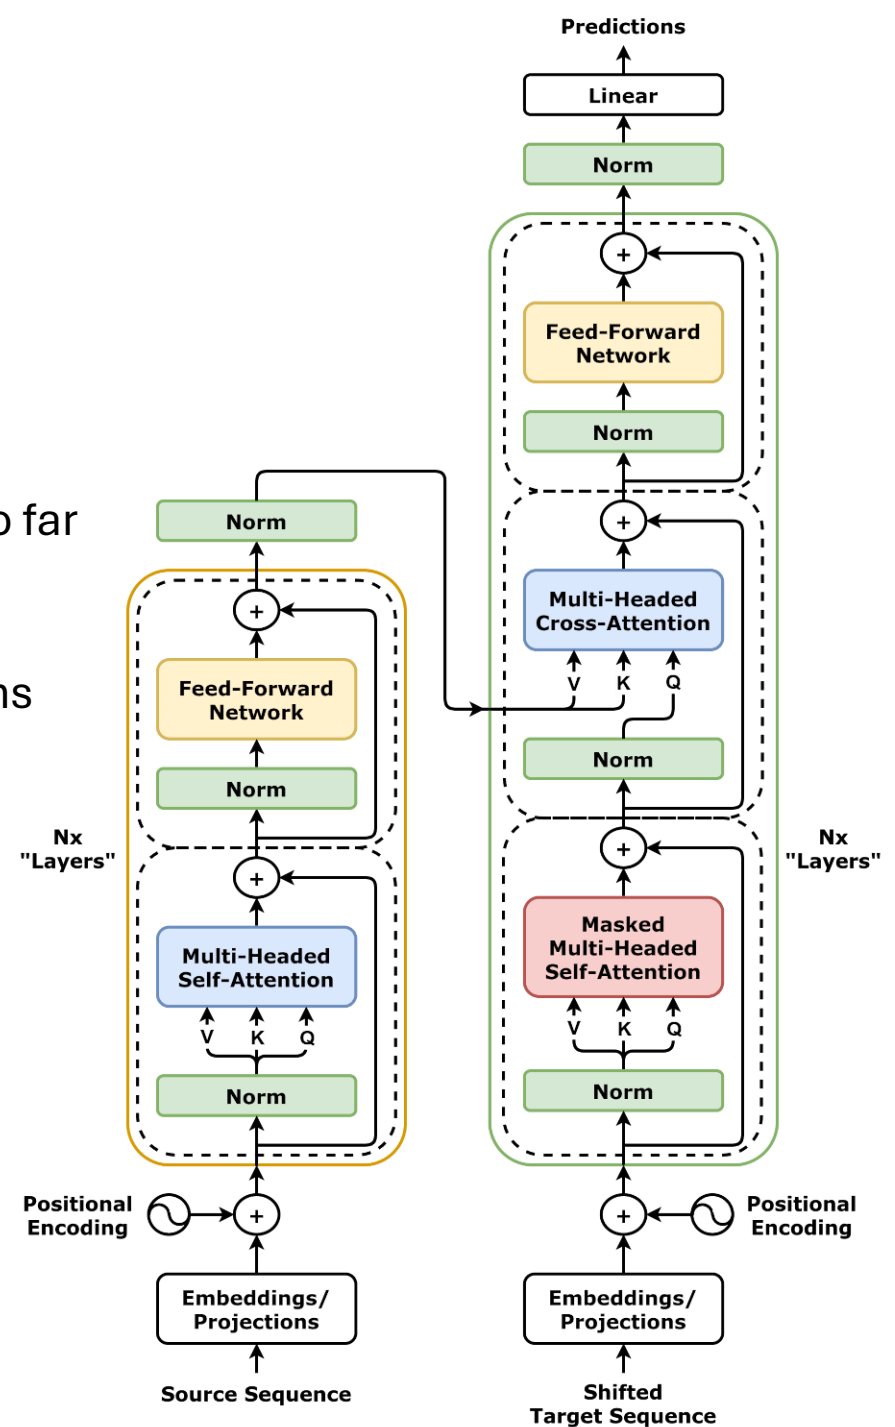 Predictions
Linear
Norm
+
Feed-Forward
Network
Norm
+
Multi-Headed
Cross-Attention
V K Q
Norm
+
Masked
Multi-Headed
Self-Attention
V K Q
Norm
Nx
"Layers"
+
Positional
Encoding
Embeddings/
Projections
Shifted
Target Sequence
o far
ns
Norm
+
Feed-Forward
Network
Norm
Nx
"Layers"
+
Multi-Headed
Self-Attention
V K Q
Norm
Positional
Encoding
+
Embeddings/
Projections
Source Sequence